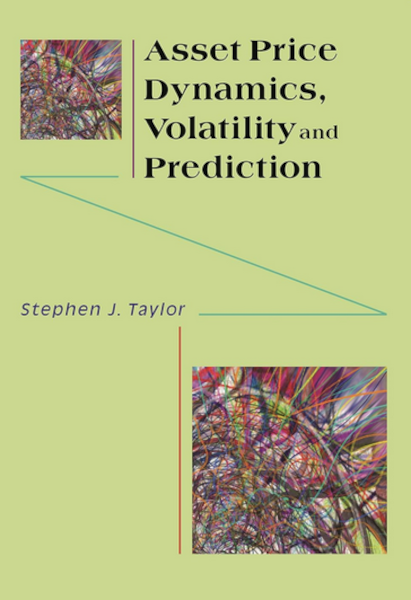 Asset Price
Dynamics,
Volatility and
Prediction
Stephen J. Taylor